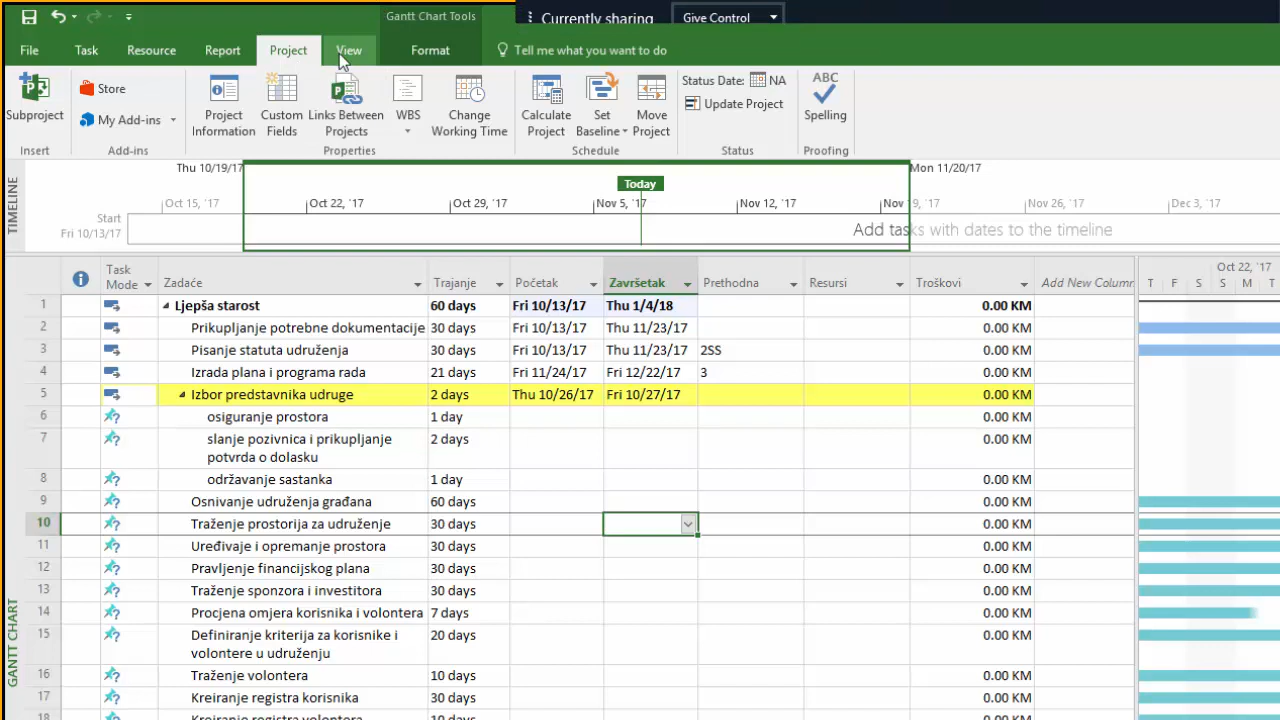 Gantt Chart Tools
Currently sharing
Give Control
File
Task
Resource
Report
Project
View
Format
Tell me what you want to do
Subproject
Store
My Add-ins
Project Information
Custom Fields
Links Between Projects
WBS
Change Working Time
Calculate Project
Set Baseline
Move Project
Status Date: NA
Update Project
ABC
Spelling
Insert
Add-ins
Properties
Schedule
Status
Proofing
TIMELINE
Thu 10/19/17
Mon 11/20/17
Today
Oct 15, '17
Oct 22, '17
Oct 29, '17
Nov 5, '17
Nov 12, '17
Nov 19, '17
Nov 26, '17
Dec 3, '17
Start
Fri 10/13/17
Add tasks with dates to the timeline
Task Mode
Zadaće
Trajanje
Početak
Završetak
Prethodna
Resursi
Troškovi
Add New Column
Oct 22, '17
T F S S M T
1 Ljepša starost 60 days Fri 10/13/17 Thu 1/4/18 0.00 KM
2 Prikupljanje potrebne dokumentacije 30 days Fri 10/13/17 Thu 11/23/17 0.00 KM
3 Pisanje statuta udruženja 30 days Fri 10/13/17 Thu 11/23/17 2SS 0.00 KM
4 Izrada plana i programa rada 21 days Fri 11/24/17 Fri 12/22/17 3 0.00 KM
5 Izbor predstavnika udruge 2 days Thu 10/26/17 Fri 10/27/17 0.00 KM
6 osiguranje prostora 1 day 0.00 KM
7 slanje pozivnica i prikupljanje 2 days 0.00 KM
potvrda o dolasku
8 održavanje sastanka 1 day 0.00 KM
9 Osnivanje udruženja građana 60 days 0.00 KM
10 Traženje prostorija za udruženje 30 days 0.00 KM
11 Uređivaje i opremanje prostora 30 days 0.00 KM
12 Pravljenje financijskog plana 30 days 0.00 KM
13 Traženje sponzora i investitora 30 days 0.00 KM
14 Procjena omjera korisnika i volontera 7 days 0.00 KM
15 Definiranje kriterija za korisnike i 20 days 0.00 KM
volontere u udruženju
16 Traženje volontera 10 days 0.00 KM
17 Kreiranje registra korisnika 30 days 0.00 KM
18 Kreiranje registra volontera 10 days 0.00 KM
GANTT CHART